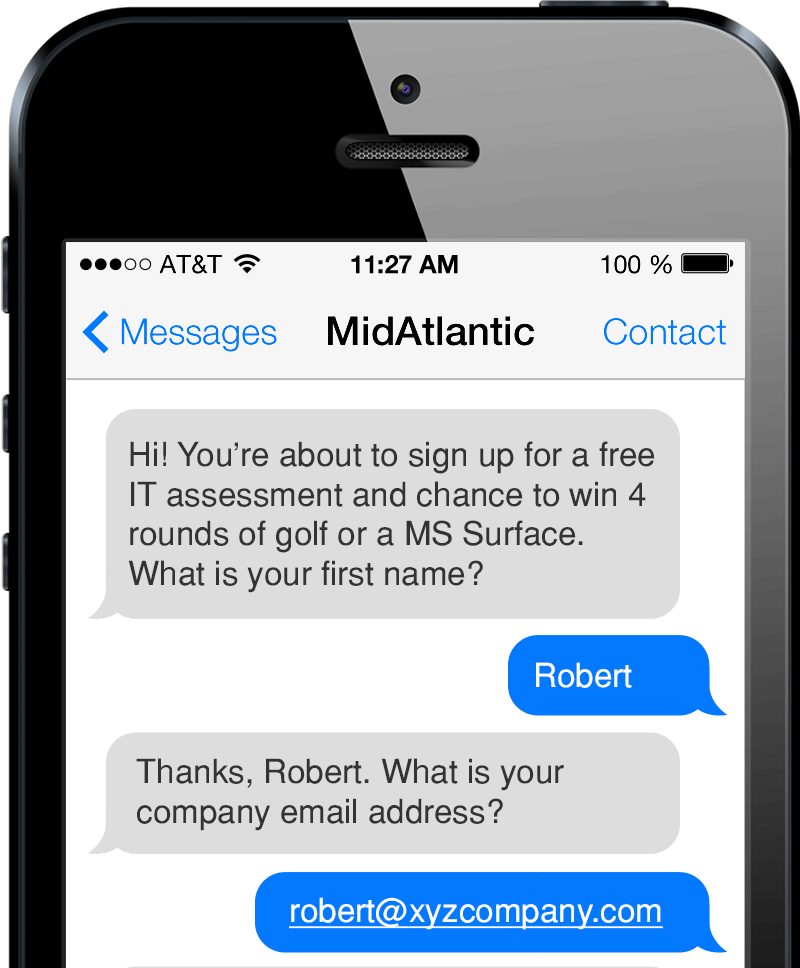 AT&T 11:27 AM 100 %
Messages MidAtlantic Contact
Hi! You’re about to sign up for a free
IT assessment and chance to win 4
rounds of golf or a MS Surface.
What is your first name?
Robert
Thanks, Robert. What is your
company email address?
robert@xyzcompany.com